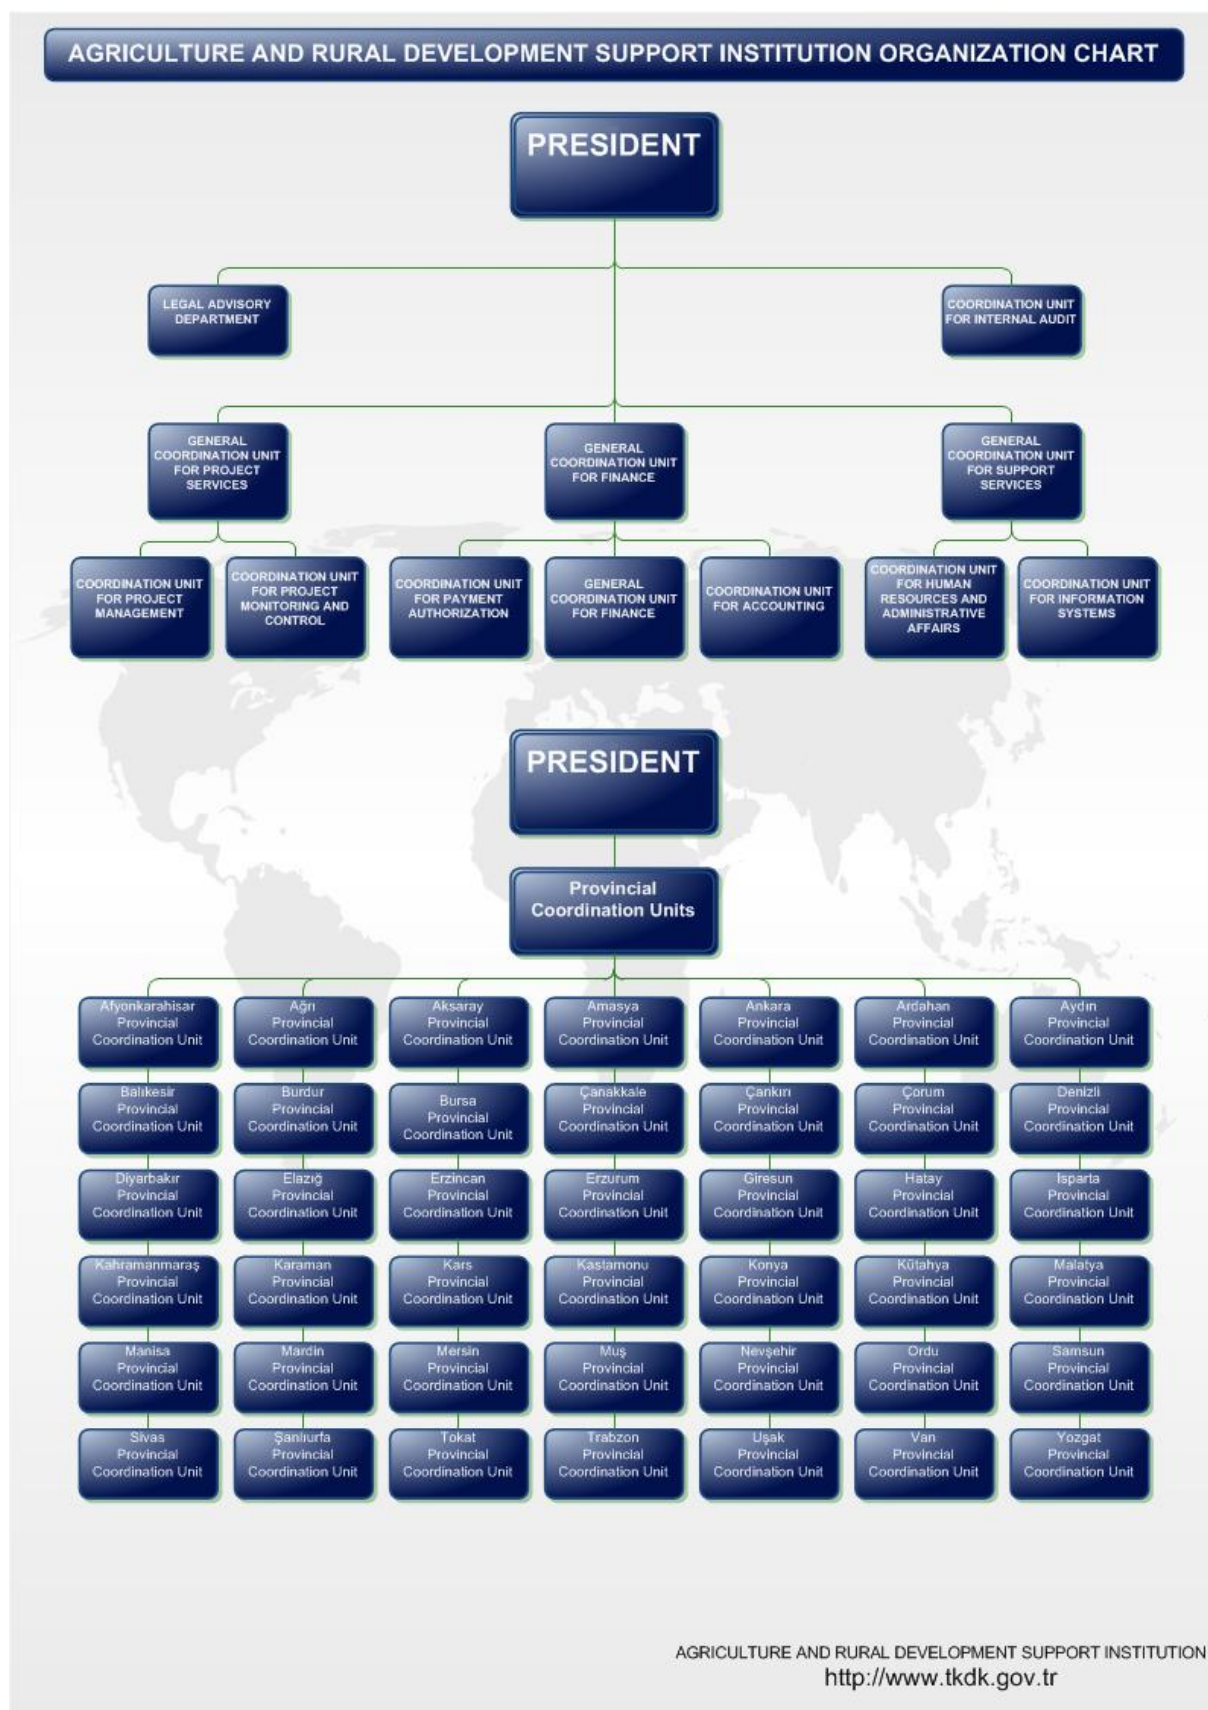 AGRICULTURE AND RURAL DEVELOPMENT SUPPORT INSTITUTION ORGANIZATION CHART
PRESIDENT
LEGAL ADVISORY
DEPARTMENT
COORDINATION UNIT
FOR INTERNAL AUDIT
GENERAL
COORDINATION UNIT
FOR PROJECT
SERVICES
GENERAL
COORDINATION UNIT
FOR FINANCE
GENERAL
COORDINATION UNIT
FOR SUPPORT
SERVICES
COORDINATION UNIT
FOR PROJECT
MANAGEMENT
COORDINATION UNIT
FOR PROJECT
MONITORING AND
CONTROL
COORDINATION UNIT
FOR PAYMENT
AUTHORIZATION
GENERAL
COORDINATION UNIT
FOR FINANCE
COORDINATION UNIT
FOR ACCOUNTING
COORDINATION UNIT
FOR HUMAN
RESOURCES AND
ADMINISTRATIVE
AFFAIRS
COORDINATION UNIT
FOR INFORMATION
SYSTEMS
PRESIDENT
Provincial
Coordination Units
Afyonkarahisar
Provincial
Coordination Unit
Ağrı
Provincial
Coordination Unit
Aksaray
Provincial
Coordination Unit
Amasya
Provincial
Coordination Unit
Ankara
Provincial
Coordination Unit
Ardahan
Provincial
Coordination Unit
Aydın
Provincial
Coordination Unit
Balıkesir
Provincial
Coordination Unit
Burdur
Provincial
Coordination Unit
Bursa
Provincial
Coordination Unit
Çanakkale
Provincial
Coordination Unit
Çankırı
Provincial
Coordination Unit
Çorum
Provincial
Coordination Unit
Denizli
Provincial
Coordination Unit
Diyarbakır
Provincial
Coordination Unit
Elazığ
Provincial
Coordination Unit
Erzincan
Provincial
Coordination Unit
Erzurum
Provincial
Coordination Unit
Giresun
Provincial
Coordination Unit
Hatay
Provincial
Coordination Unit
Isparta
Provincial
Coordination Unit
Kahramanmaraş
Provincial
Coordination Unit
Karaman
Provincial
Coordination Unit
Kars
Provincial
Coordination Unit
Kastamonu
Provincial
Coordination Unit
Konya
Provincial
Coordination Unit
Kütahya
Provincial
Coordination Unit
Malatya
Provincial
Coordination Unit
Manisa
Provincial
Coordination Unit
Mardin
Provincial
Coordination Unit
Mersin
Provincial
Coordination Unit
Muş
Provincial
Coordination Unit
Nevşehir
Provincial
Coordination Unit
Ordu
Provincial
Coordination Unit
Samsun
Provincial
Coordination Unit
Sivas
Provincial
Coordination Unit
Şanlıurfa
Provincial
Coordination Unit
Tokat
Provincial
Coordination Unit
Trabzon
Provincial
Coordination Unit
Uşak
Provincial
Coordination Unit
Van
Provincial
Coordination Unit
Yozgat
Provincial
Coordination Unit
AGRICULTURE AND RURAL DEVELOPMENT SUPPORT INSTITUTION
http://www.tkdk.gov.tr